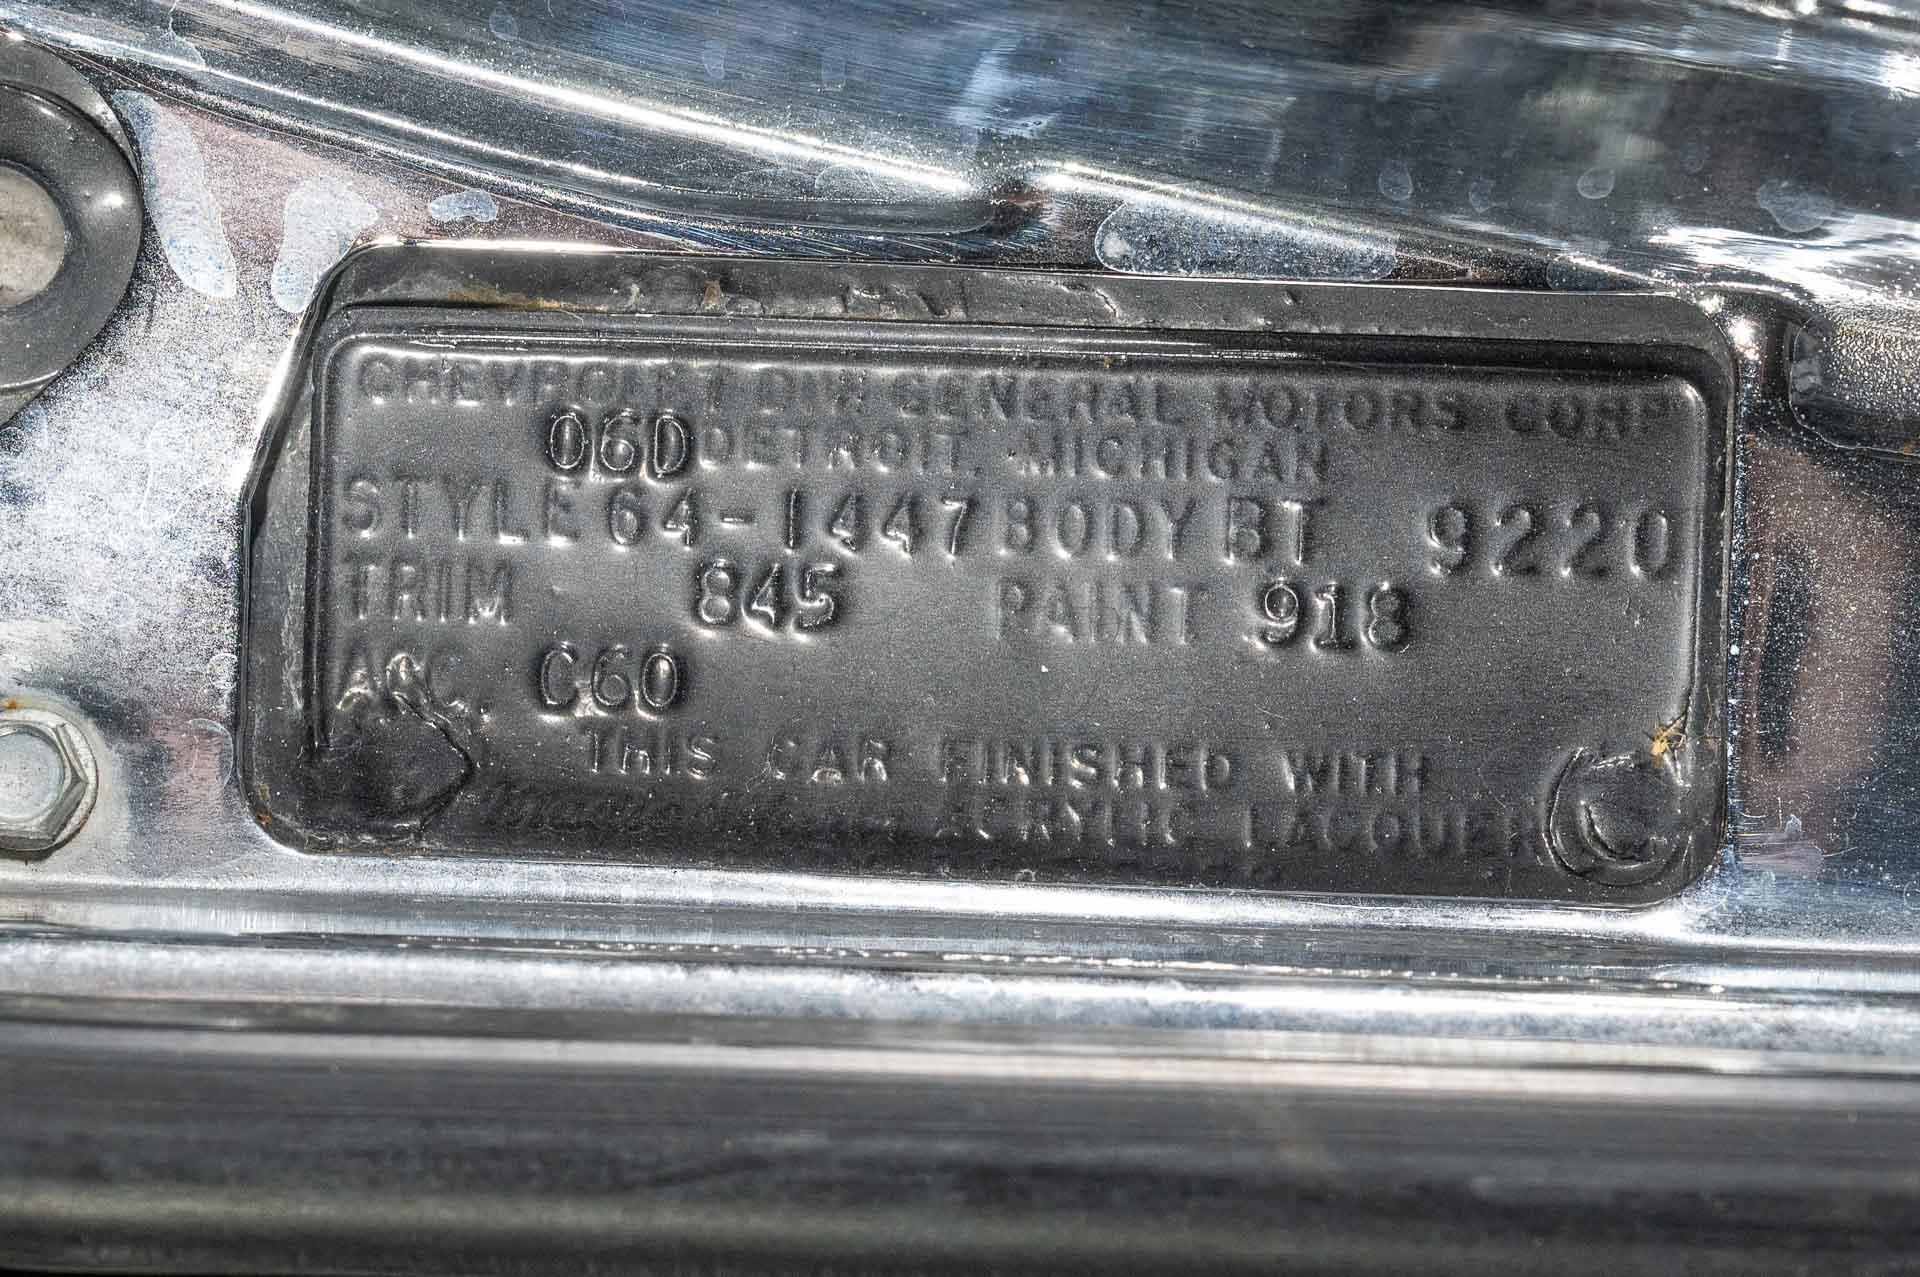 CHEVROLET DIV. GENERAL MOTORS CORP
06D DETROIT, MICHIGAN
STYLE 64-1447 BODY BT 9220
TRIM 845 PAINT 918
ACC. C60
THIS CAR FINISHED WITH
ACRYLIC LACQUER